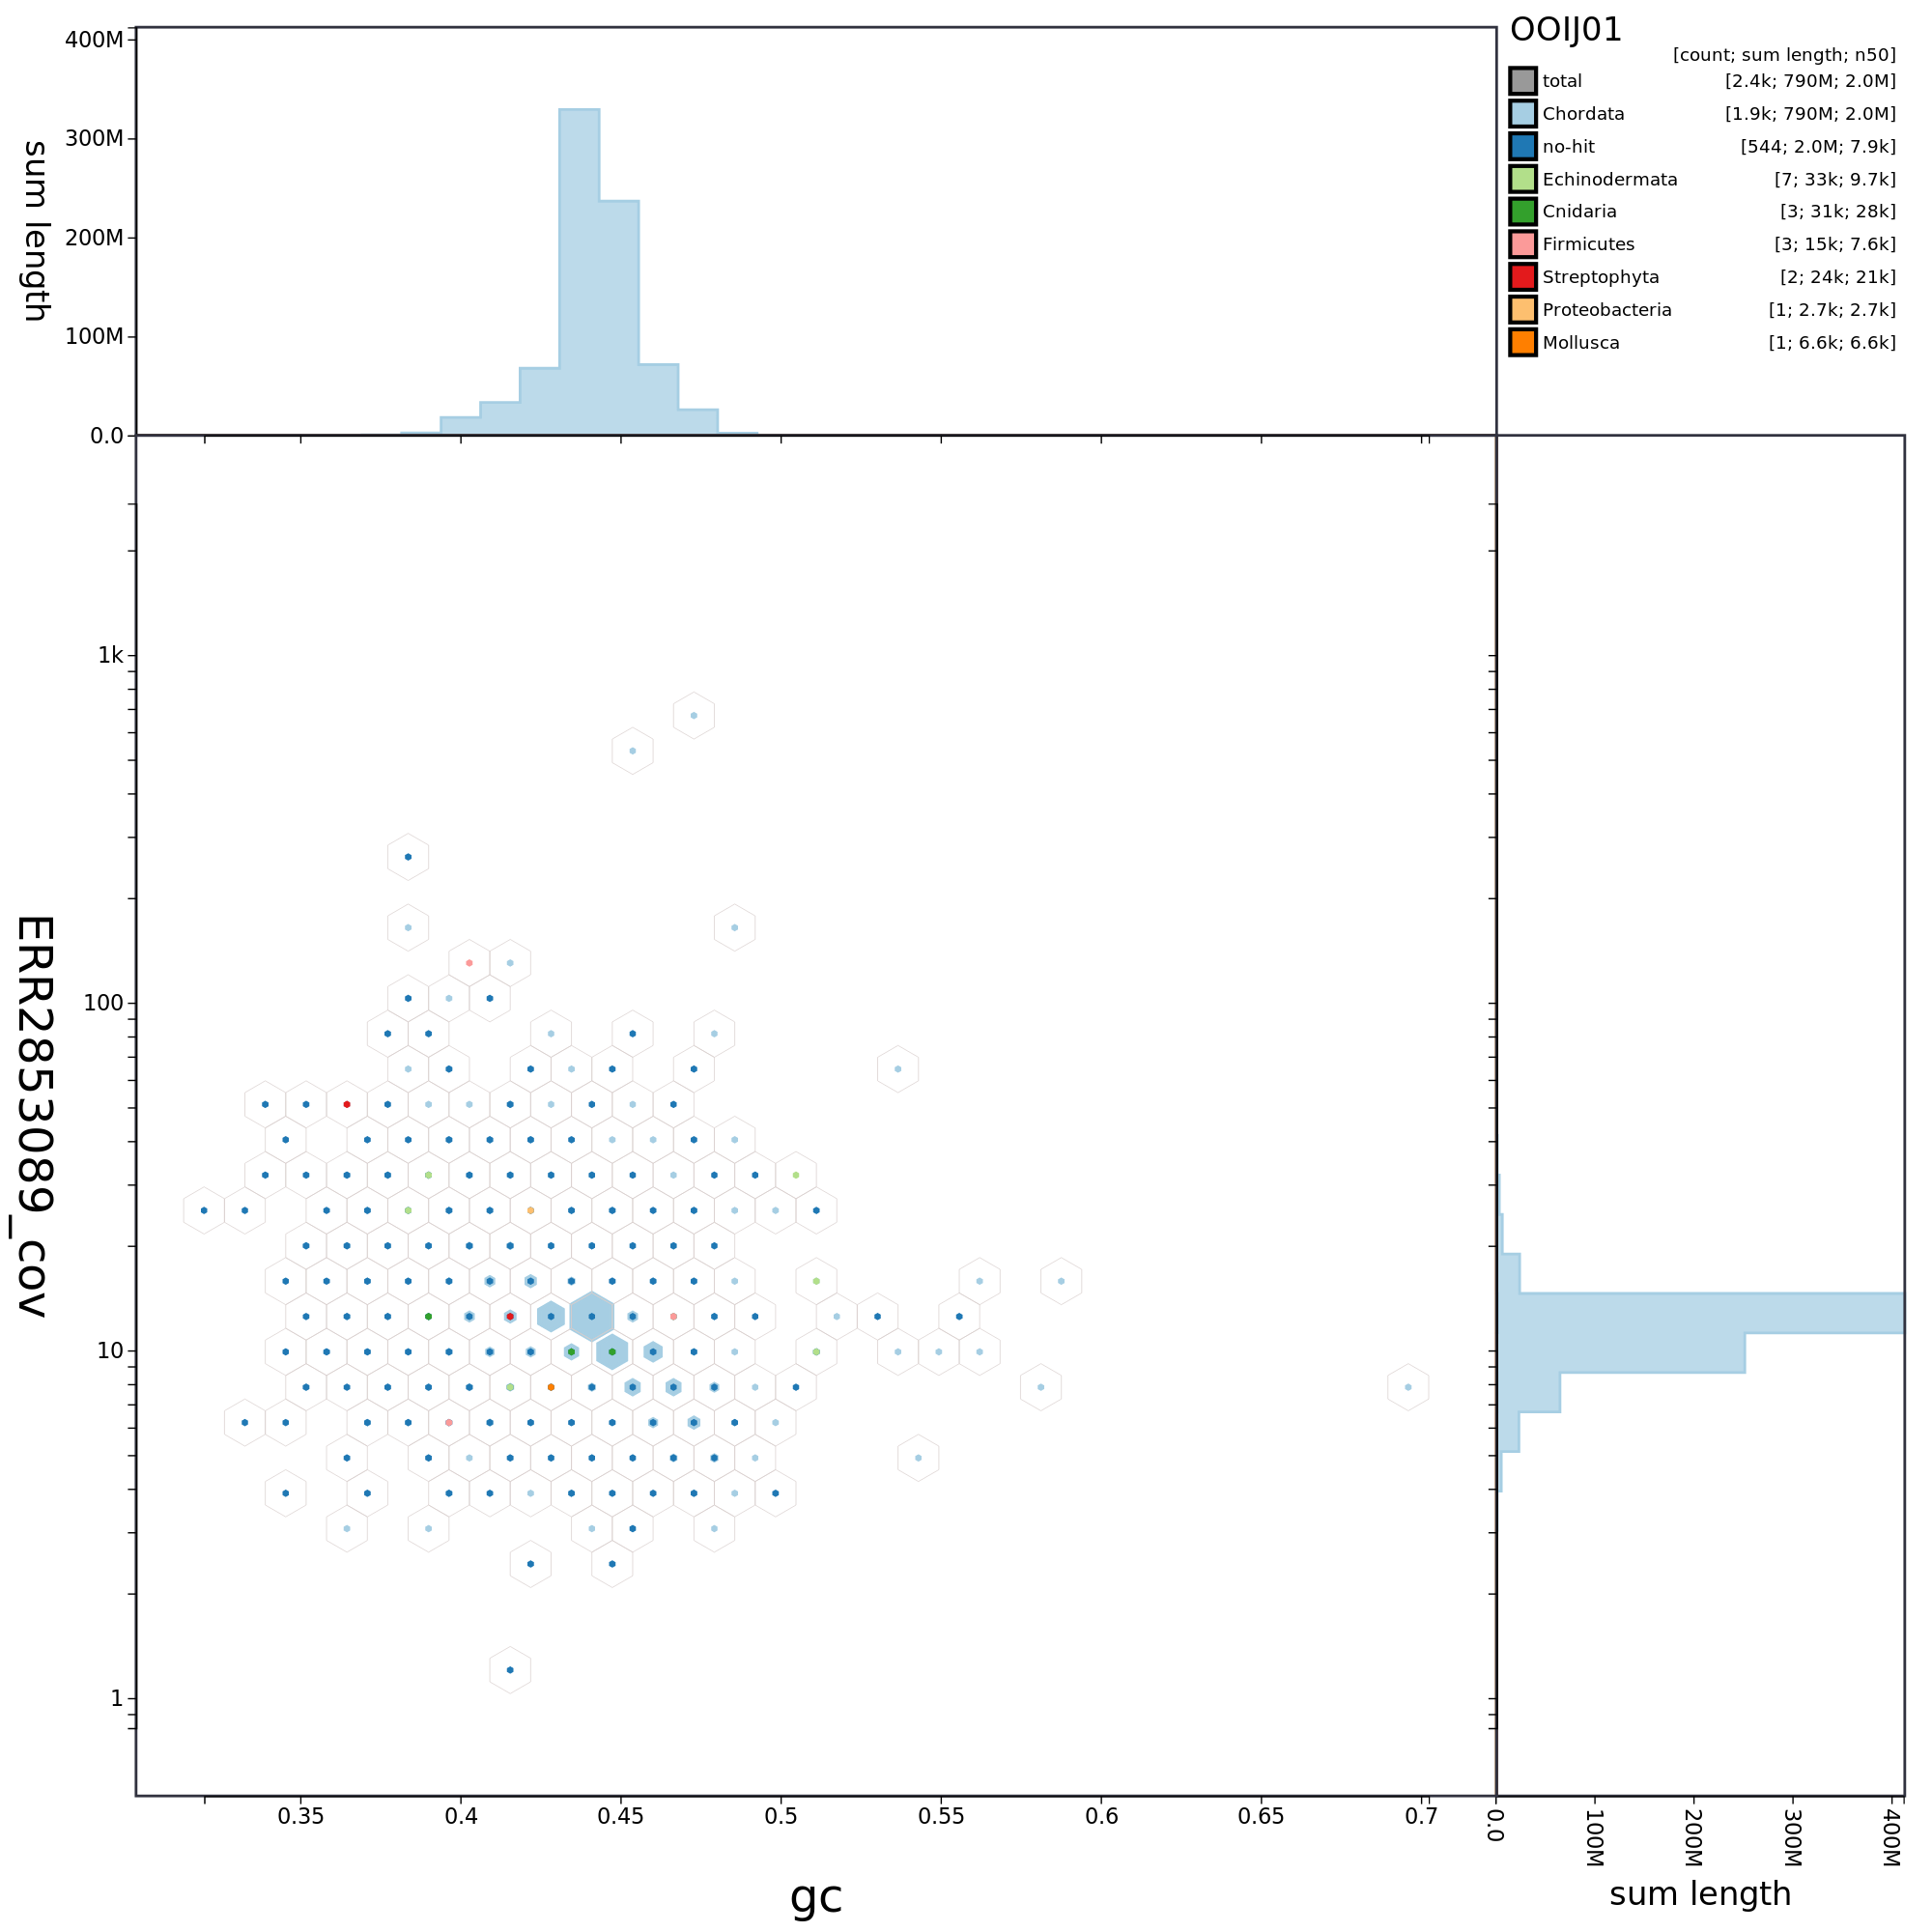 OOIJ01
[count; sum length; n50]
total [2.4k; 790M; 2.0M]
Chordata [1.9k; 790M; 2.0M]
no-hit [544; 2.0M; 7.9k]
Echinodermata [7; 33k; 9.7k]
Cnidaria [3; 31k; 28k]
Firmicutes [3; 15k; 7.6k]
Streptophyta [2; 24k; 21k]
Proteobacteria [1; 2.7k; 2.7k]
Mollusca [1; 6.6k; 6.6k]
sum length
400M
300M
200M
100M
0.0
ERR2853089_cov
1k
100
10
1
0.35 0.4 0.45 0.5 0.55 0.6 0.65 0.7
gc
0.0 100M 200M 300M 400M
sum length